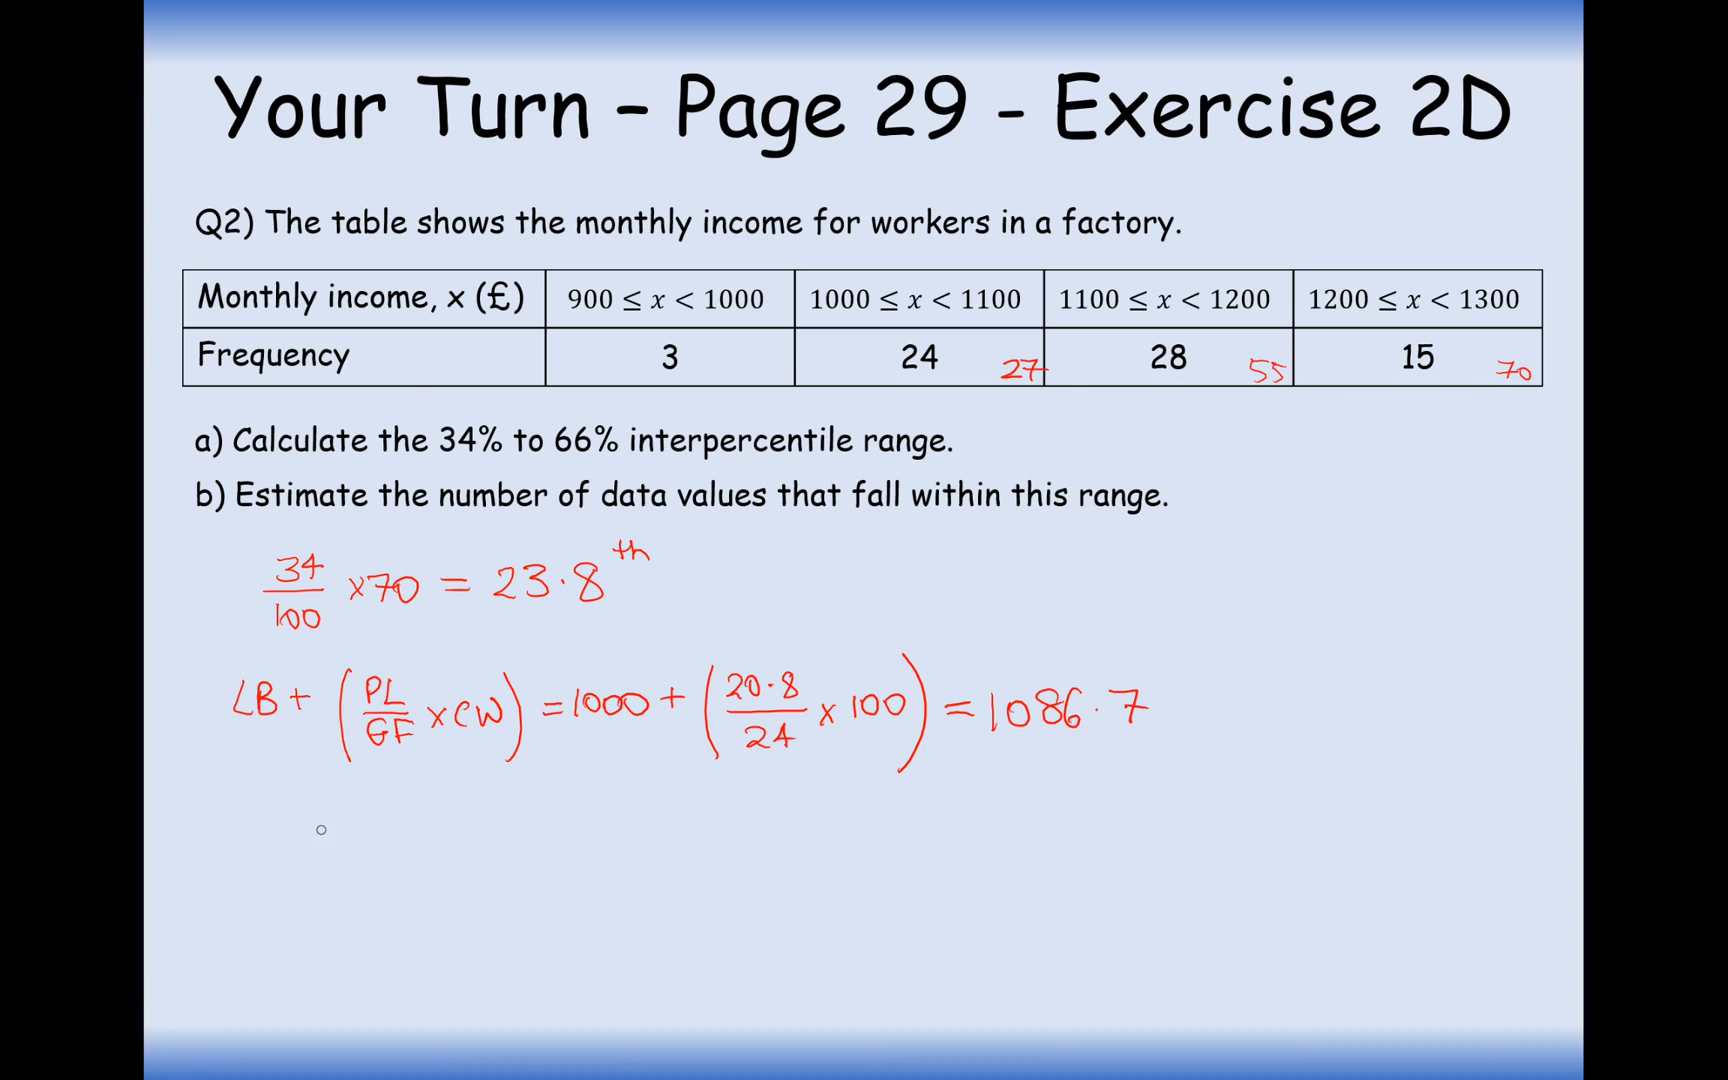 Your Turn – Page 29 - Exercise 2D
Q2) The table shows the monthly income for workers in a factory.
Monthly income, x (£) 900 ≤ x < 1000 1000 ≤ x < 1100 1100 ≤ x < 1200 1200 ≤ x < 1300
Frequency 3 24 27 28 55 15 70
a) Calculate the 34% to 66% interpercentile range.
b) Estimate the number of data values that fall within this range.
34/100 ×70 = 23.8th
LB + (PL/GF × CW) = 1000 + (20.8/24 × 100) = 1086.7